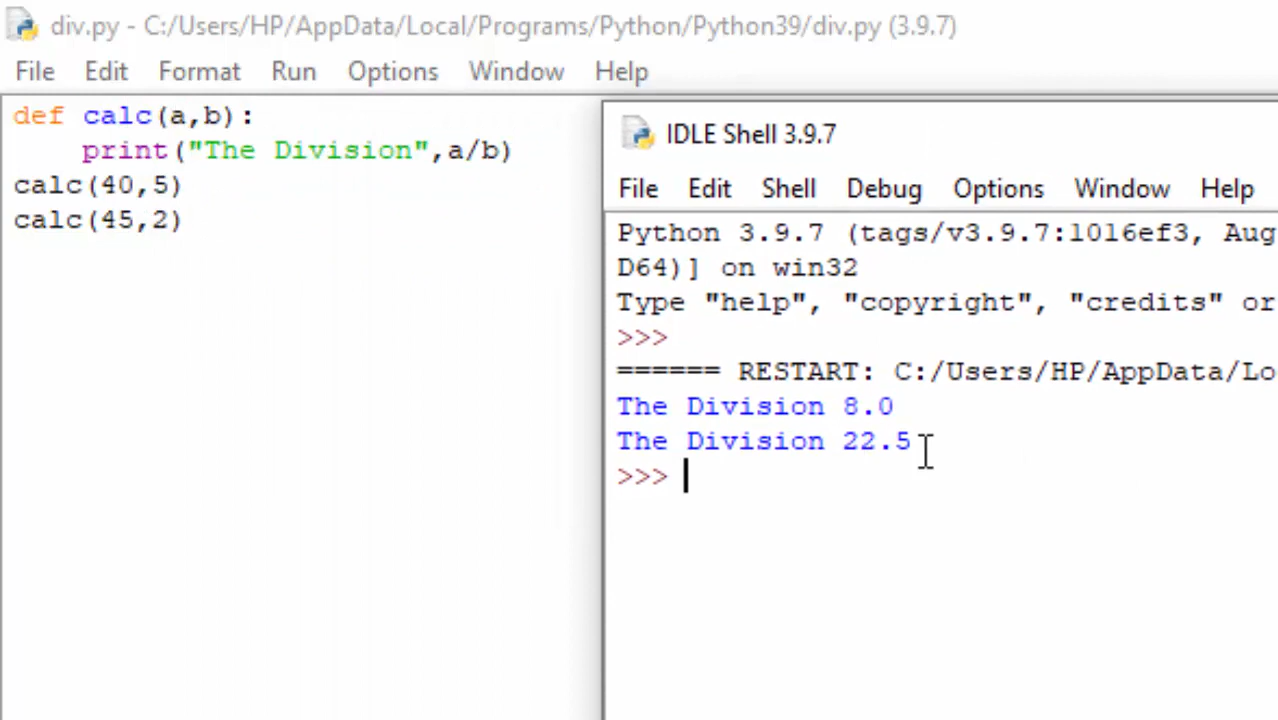 div.py - C:/Users/HP/AppData/Local/Programs/Python/Python39/div.py (3.9.7)
File Edit Format Run Options Window Help
def calc(a,b):
    print("The Division",a/b)
calc(40,5)
calc(45,2)
IDLE Shell 3.9.7
File Edit Shell Debug Options Window Help
Python 3.9.7 (tags/v3.9.7:1016ef3, Aug
D64)] on win32
Type "help", "copyright", "credits" or
>>>
====== RESTART: C:/Users/HP/AppData/Lo
The Division 8.0
The Division 22.5
>>>